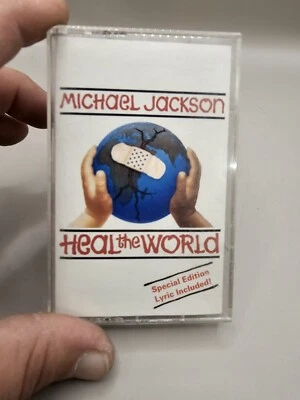 MICHAEL JACKSON
HEAL the WORLD
Special Edition
Lyric Included!